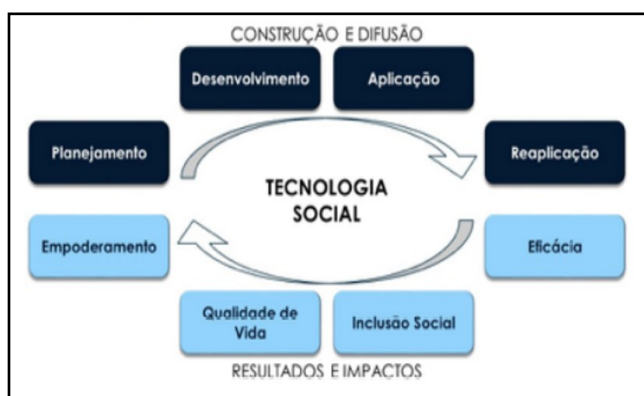 CONSTRUÇÃO E DIFUSÃO
Desenvolvimento
Aplicação
Planejamento
Reaplicação
TECNOLOGIA
SOCIAL
Empoderamento
Eficácia
Qualidade de
Vida
Inclusão Social
RESULTADOS E IMPACTOS